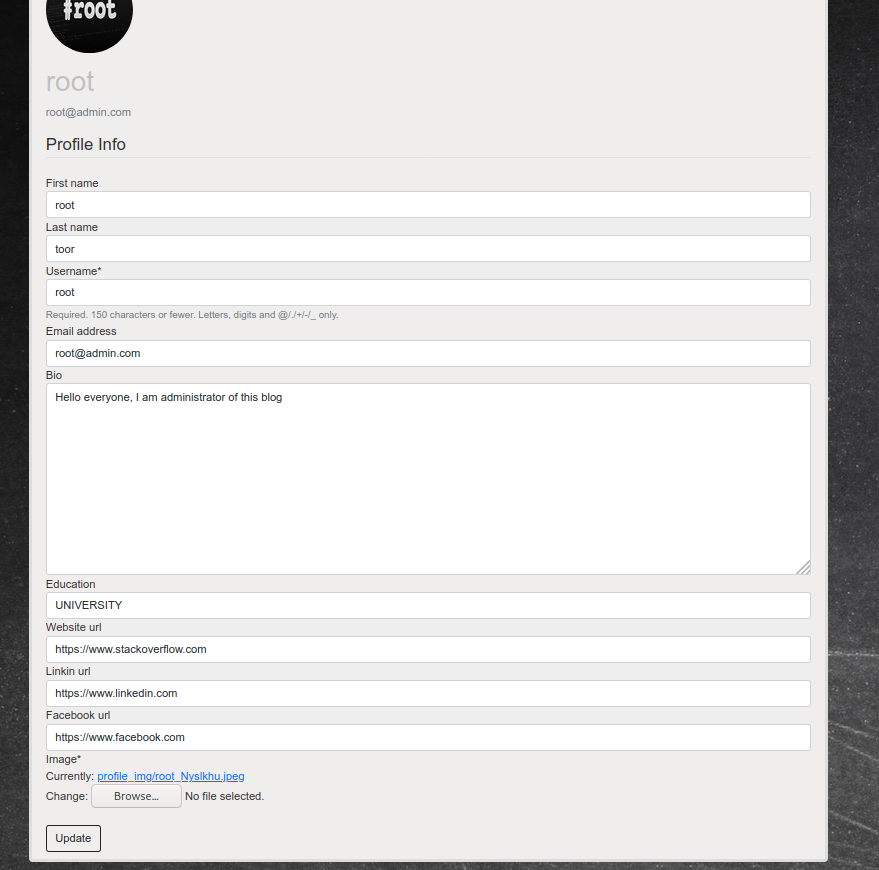 #root
root
root@admin.com
Profile Info
First name
root
Last name
toor
Username*
root
Required. 150 characters or fewer. Letters, digits and @/./+/-/_ only.
Email address
root@admin.com
Bio
Hello everyone, I am administrator of this blog
Education
UNIVERSITY
Website url
https://www.stackoverflow.com
Linkin url
https://www.linkedin.com
Facebook url
https://www.facebook.com
Image*
Currently: profile_img/root_Nyslkhu.jpeg
Change: Browse... No file selected.
Update